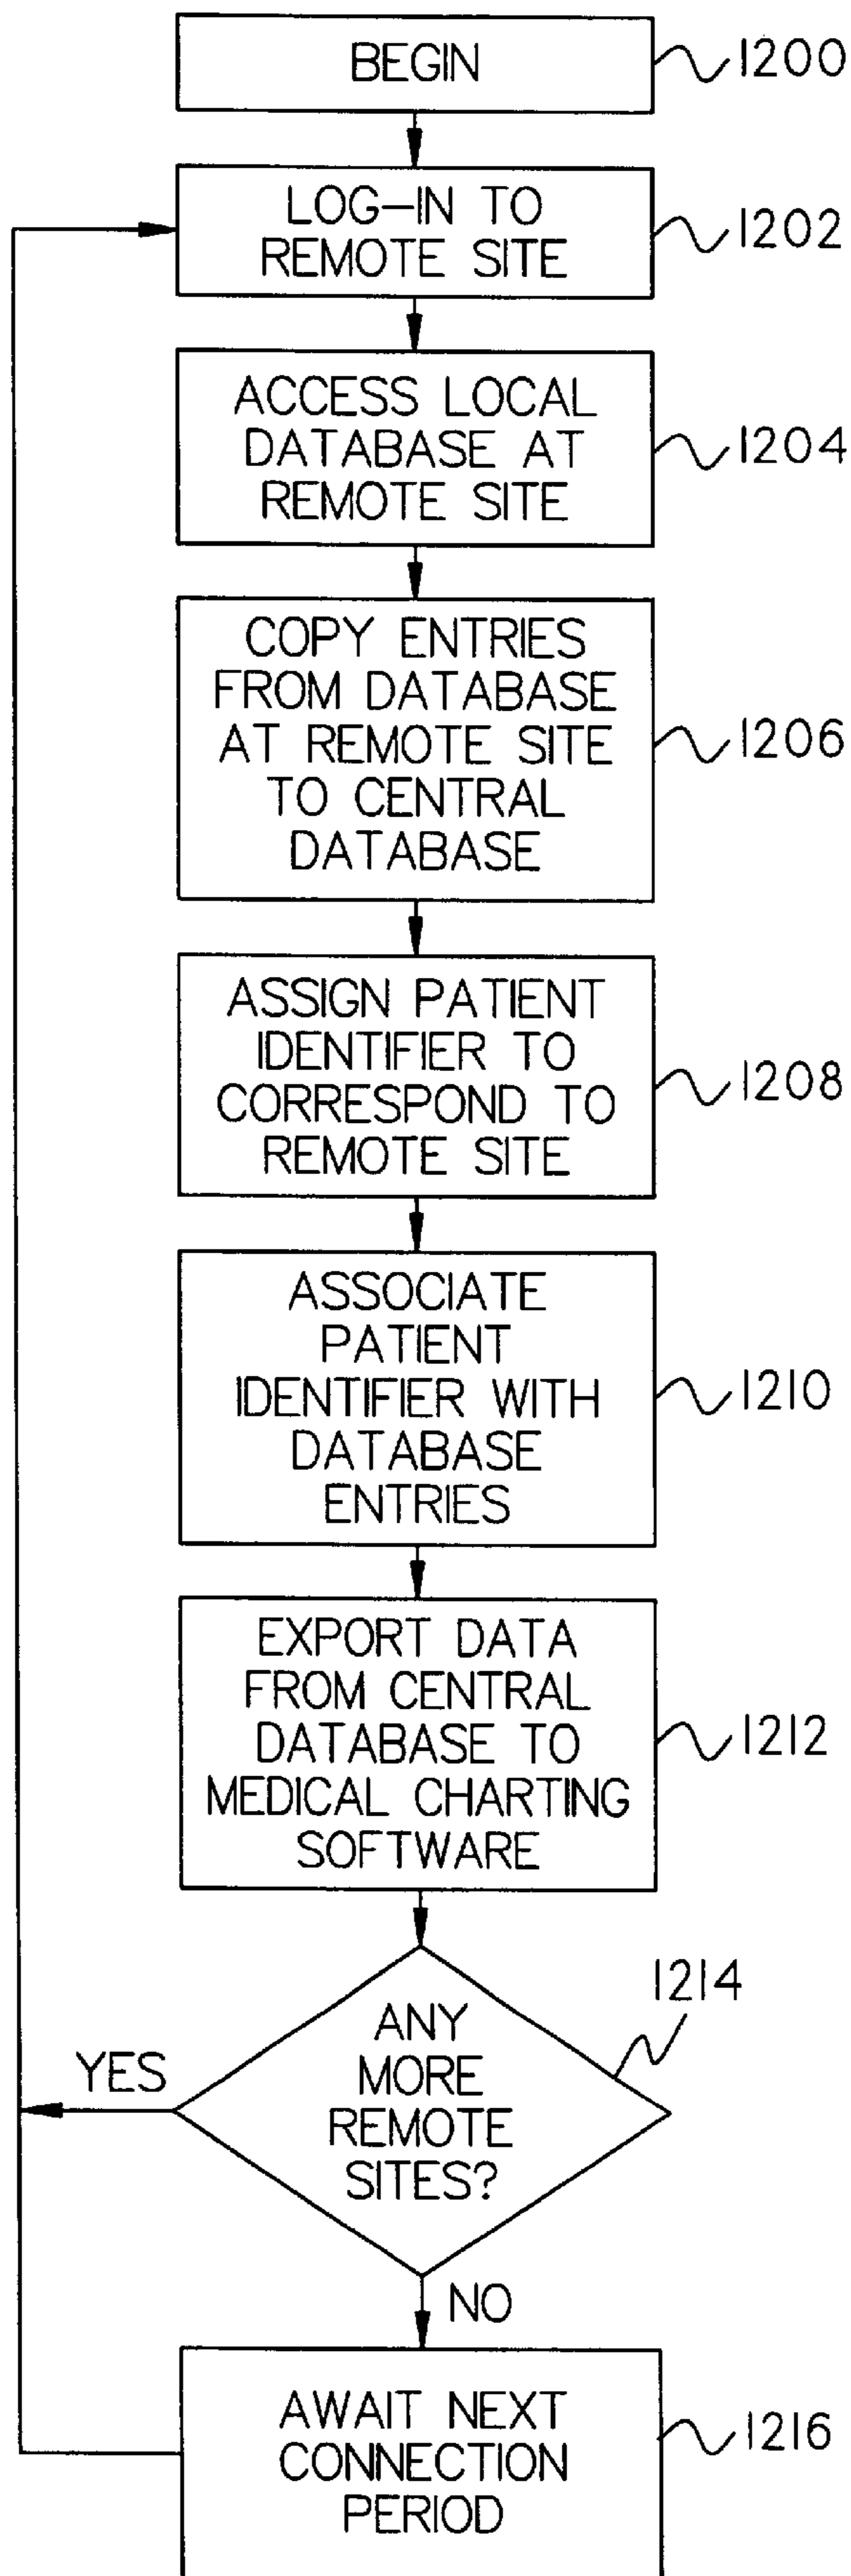 BEGIN
1200
LOG-IN TO
REMOTE SITE
1202
ACCESS LOCAL
DATABASE AT
REMOTE SITE
1204
COPY ENTRIES
FROM DATABASE
AT REMOTE SITE
TO CENTRAL
DATABASE
1206
ASSIGN PATIENT
IDENTIFIER TO
CORRESPOND TO
REMOTE SITE
1208
ASSOCIATE
PATIENT
IDENTIFIER WITH
DATABASE
ENTRIES
1210
EXPORT DATA
FROM CENTRAL
DATABASE TO
MEDICAL CHARTING
SOFTWARE
1212
ANY
MORE
REMOTE
SITES?
1214
YES
NO
AWAIT NEXT
CONNECTION
PERIOD
1216